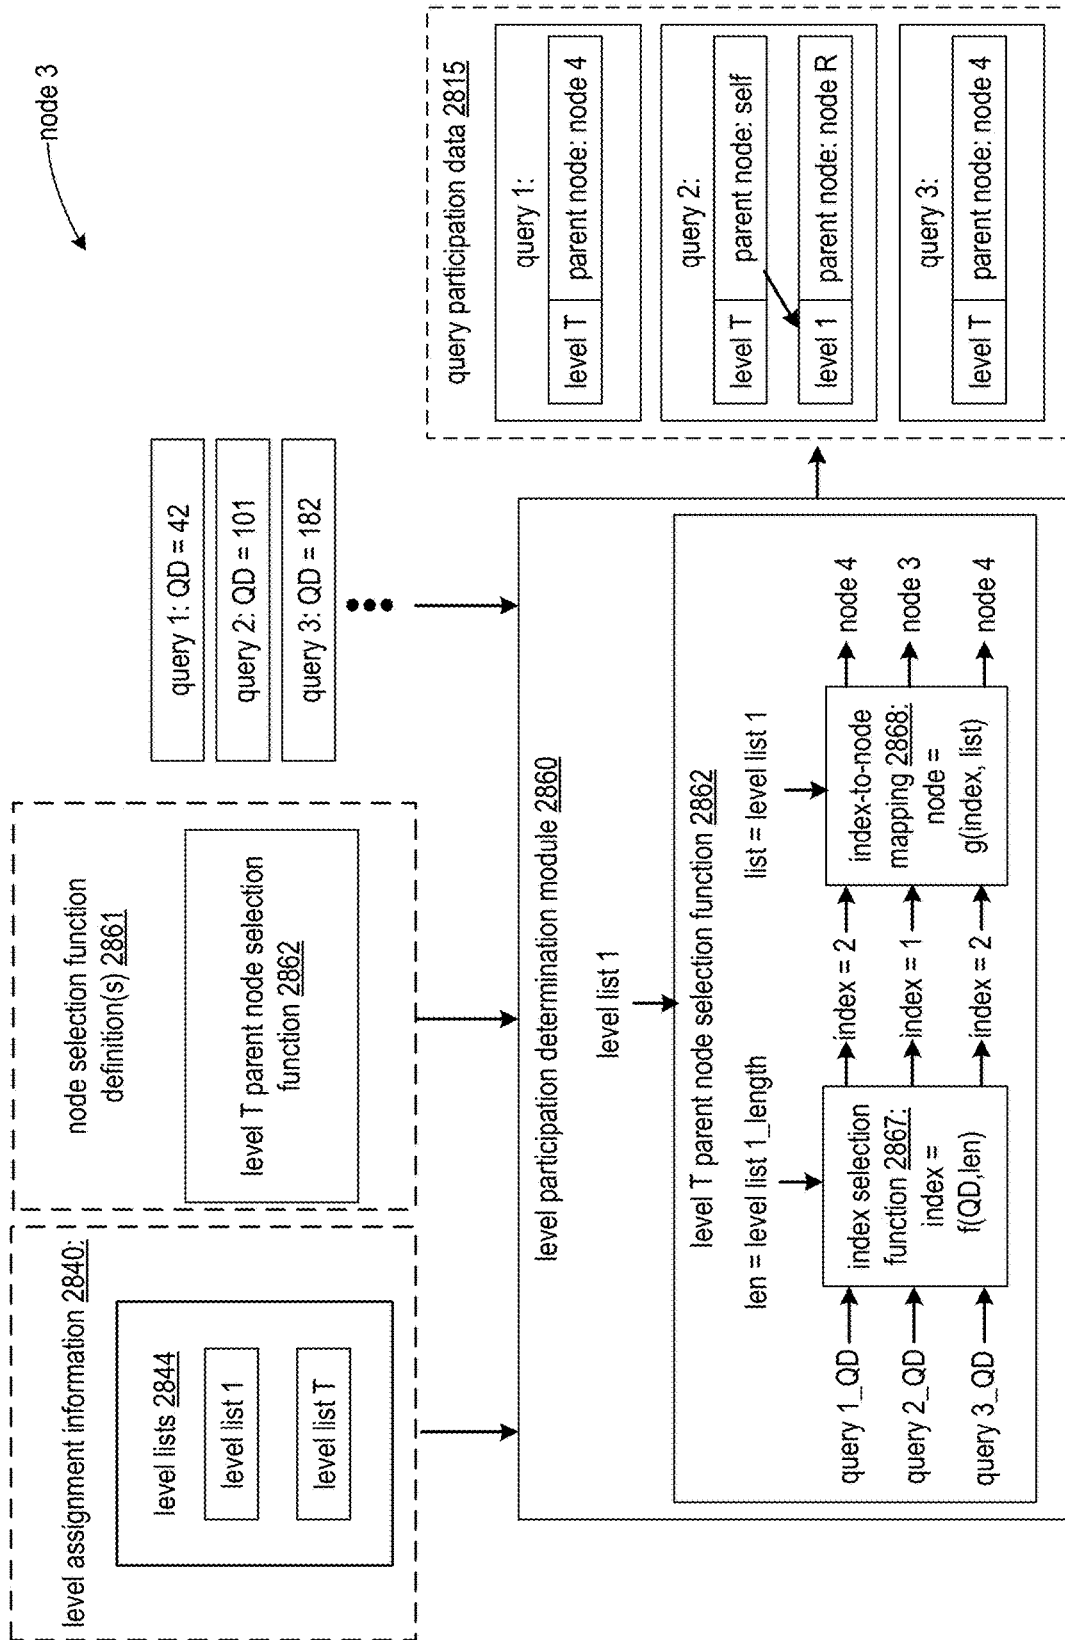 node 3
level assignment information 2840:
level lists 2844
level list 1
level list T
node selection function
definition(s) 2861
level T parent node selection
function 2862
query 1: QD = 42
query 2: QD = 101
query 3: QD = 182
level participation determination module 2860
level list 1
level T parent node selection function 2862
len = level list 1_length
list = level list 1
query 1_QD
query 2_QD
query 3_QD
index selection
function 2867:
index =
f(QD,len)
index = 2
index = 1
index = 2
index-to-node
mapping 2868:
node =
g(index, list)
node 4
node 3
node 4
query participation data 2815
query 1:
level T
parent node: node 4
query 2:
level T
parent node: self
level 1
parent node: node R
query 3:
level T
parent node: node 4